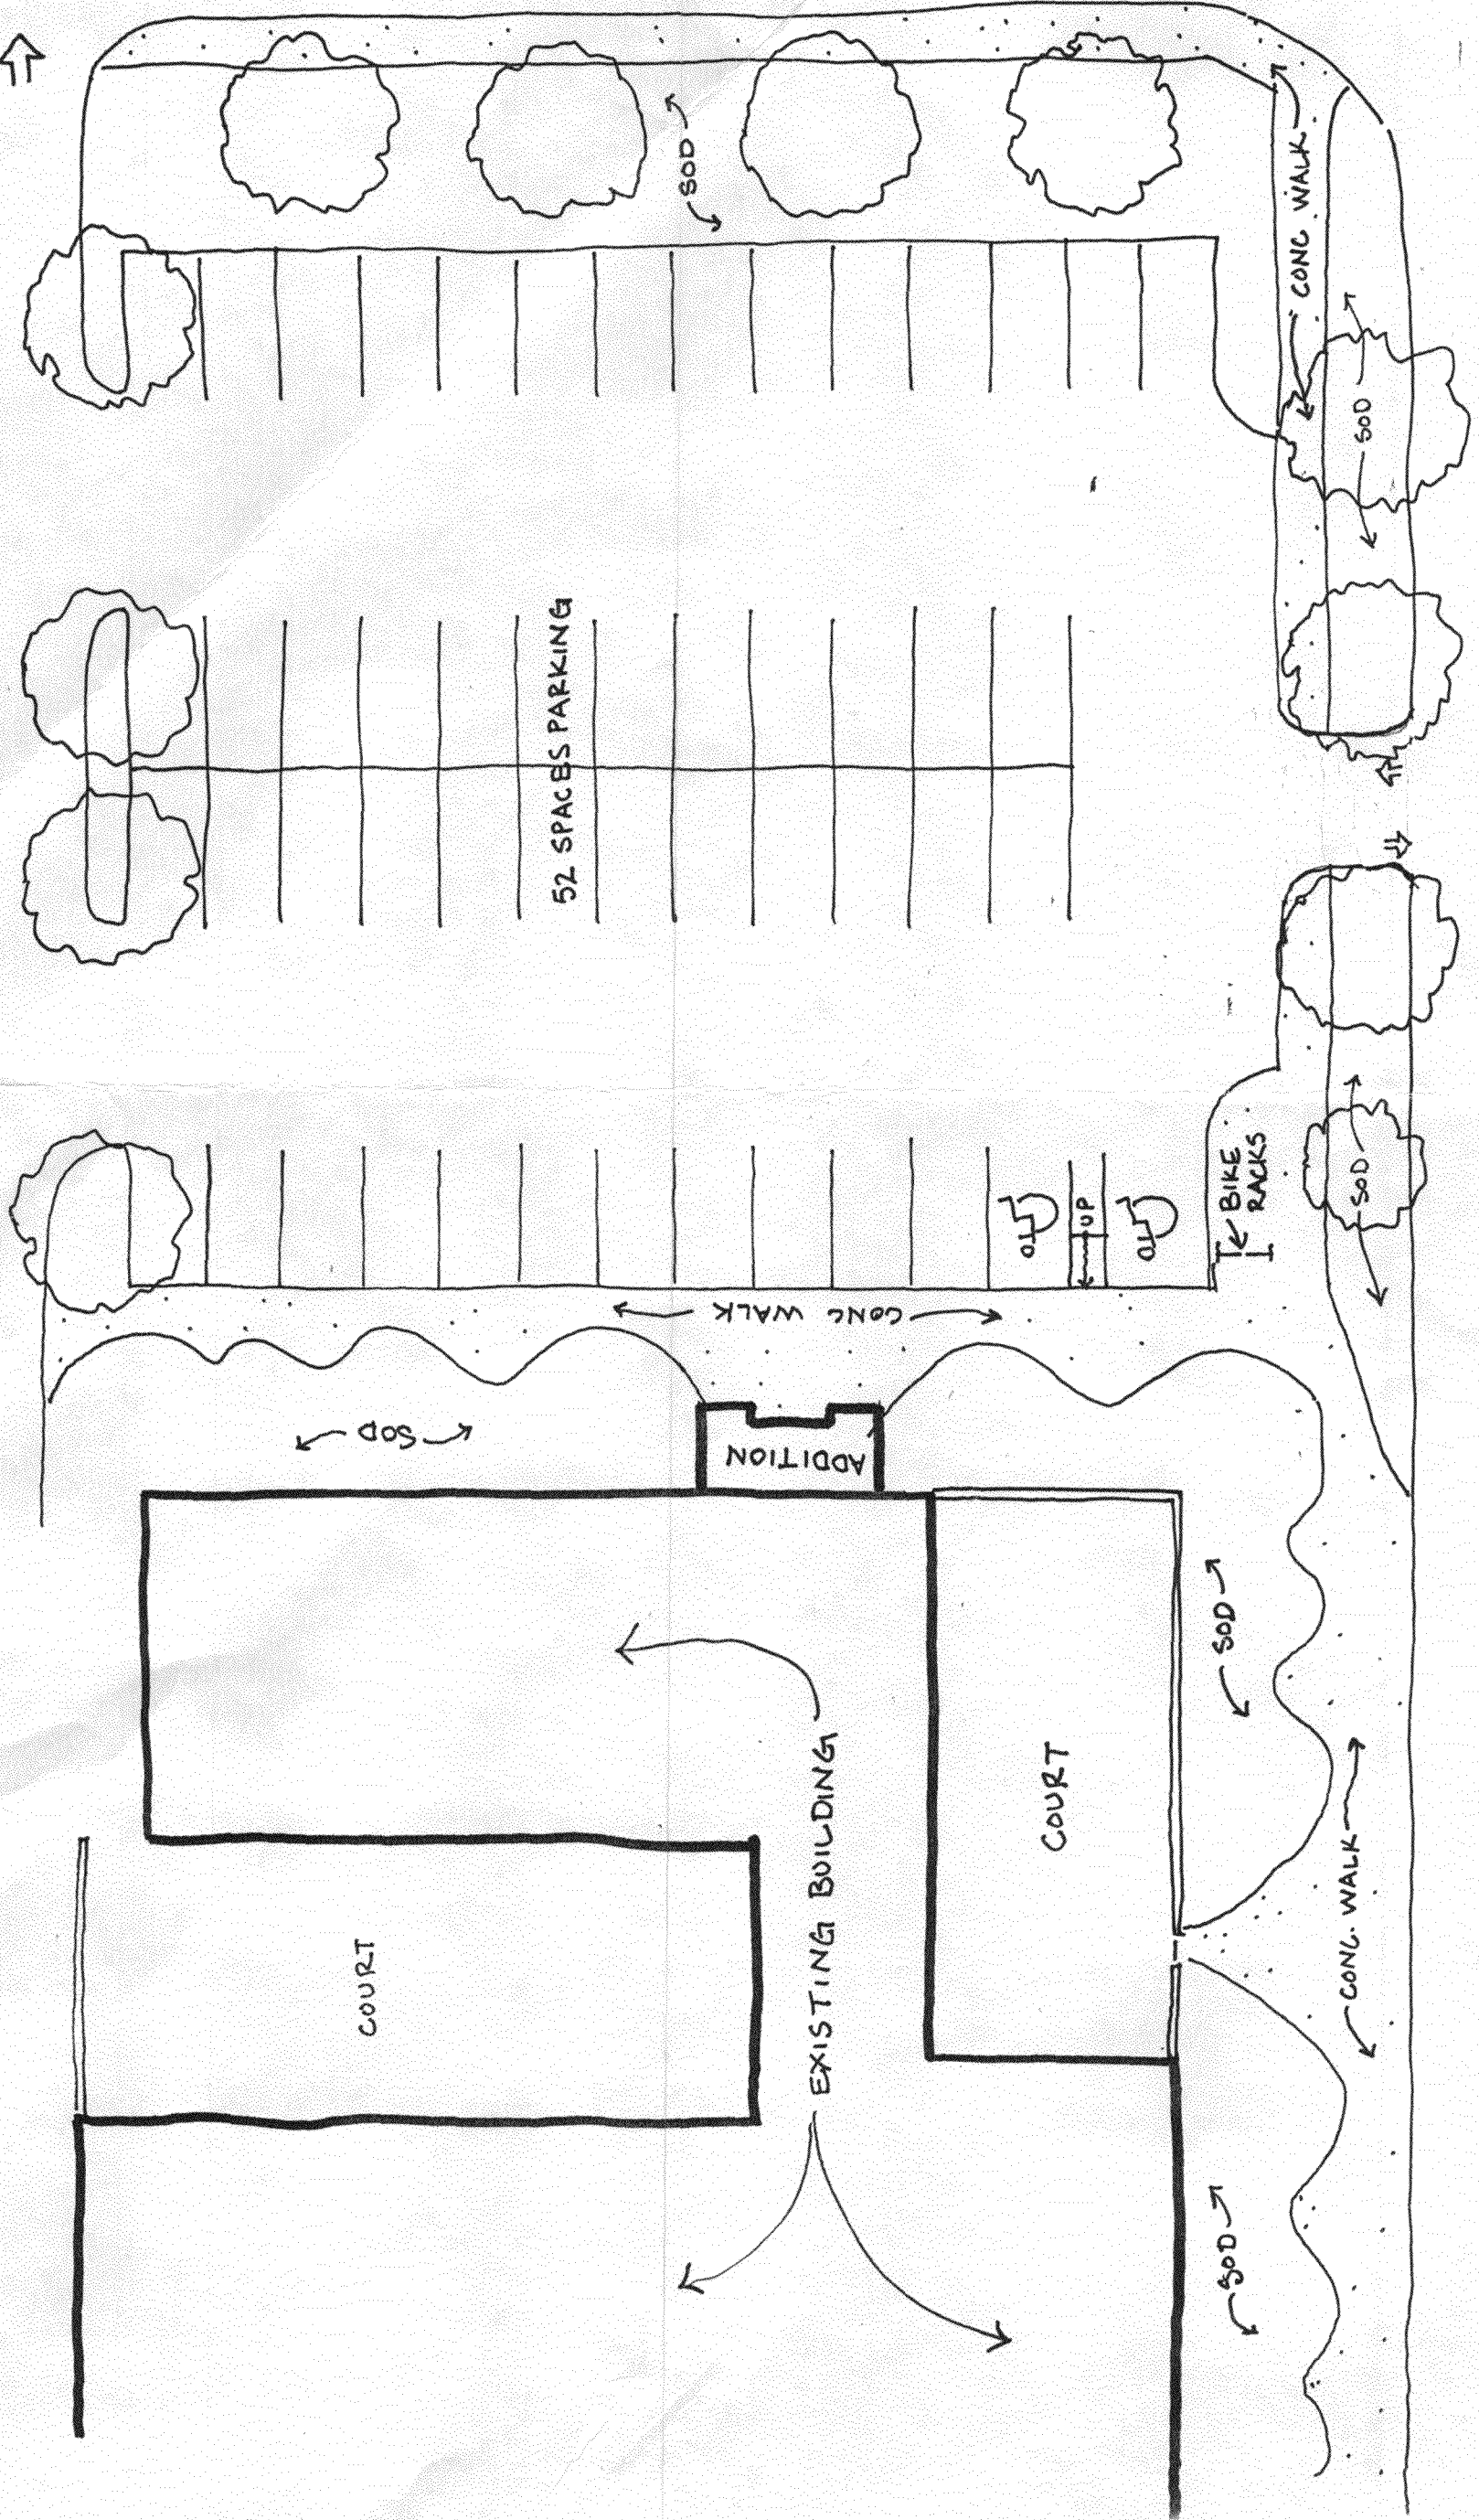 SOD
CONC WALK
SOD
52 SPACES PARKING
UP
BIKE
RACKS
SOD
CONC WALK
SOD
ADDITION
SOD
EXISTING BUILDING
COURT
COURT
CONC. WALK
SOD